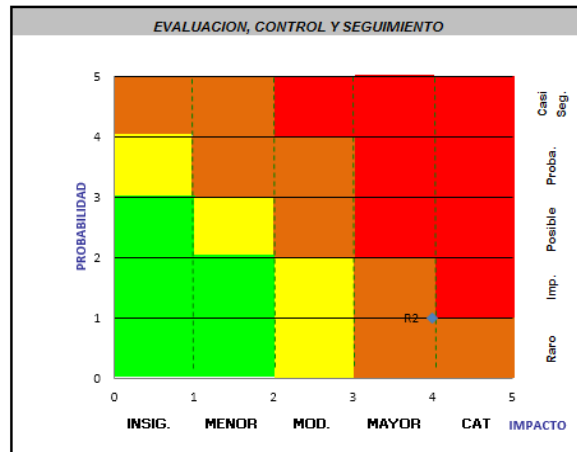 EVALUACION, CONTROL Y SEGUIMIENTO
PROBABILIDAD
5
4
3
2
1
0
R2
Casi
Seg.
Proba.
Posible
Imp.
Raro
0 1 2 3 4 5
INSIG. MENOR MOD. MAYOR CAT IMPACTO